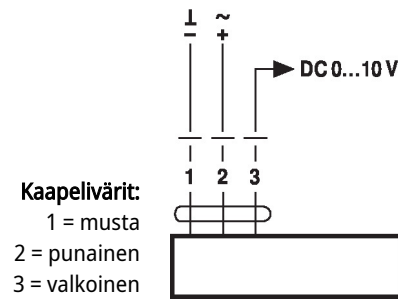 ⊥ ~
− +
DC 0...10 V
1 2 3
Kaapelivärit:
1 = musta
2 = punainen
3 = valkoinen